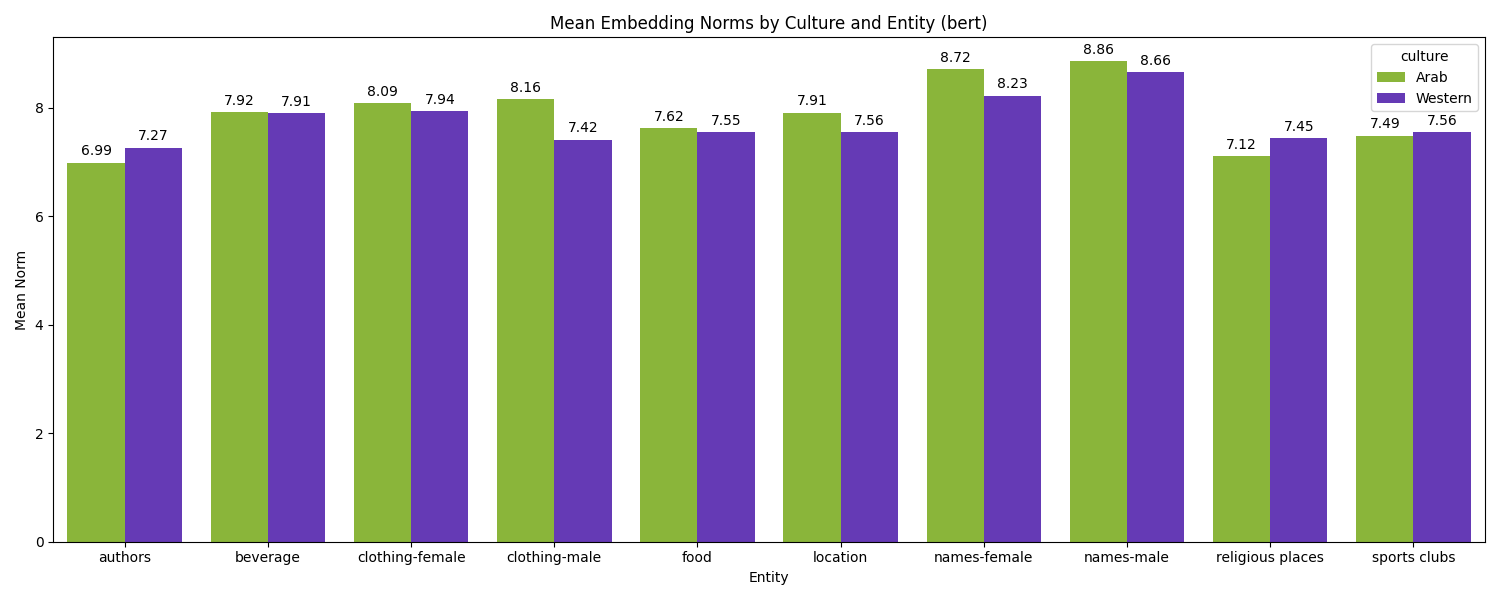 Mean Embedding Norms by Culture and Entity (bert)
culture
Arab
Western
6.99 7.27 7.92 7.91 8.09 7.94 8.16 7.42 7.62 7.55 7.91 7.56 8.72 8.23 8.86 8.66 7.12 7.45 7.49 7.56
Mean Norm
8
6
4
2
0
authors beverage clothing-female clothing-male food location names-female names-male religious places sports clubs
Entity